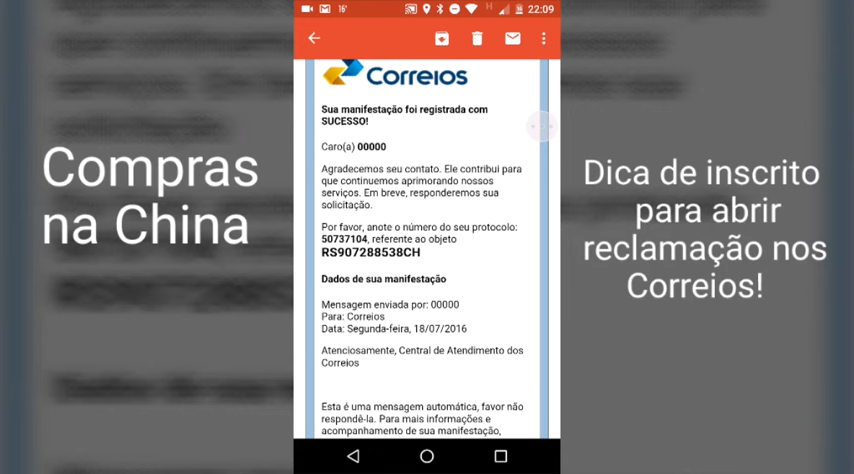 16°
H
22:09
Correios
Sua manifestação foi registrada com
SUCESSO!
Caro(a) 00000
Agradecemos seu contato. Ele contribui para
que continuemos aprimorando nossos
serviços. Em breve, responderemos sua
solicitação.
Por favor, anote o número do seu protocolo:
50737104, referente ao objeto
RS907288538CH
Dados de sua manifestação
Mensagem enviada por: 00000
Para: Correios
Data: Segunda-feira, 18/07/2016
Atenciosamente, Central de Atendimento dos
Correios
Esta é uma mensagem automática, favor não
respondê-la. Para mais informações e
acompanhamento de sua manifestação,
Compras
na China
Dica de inscrito
para abrir
reclamação nos
Correios!